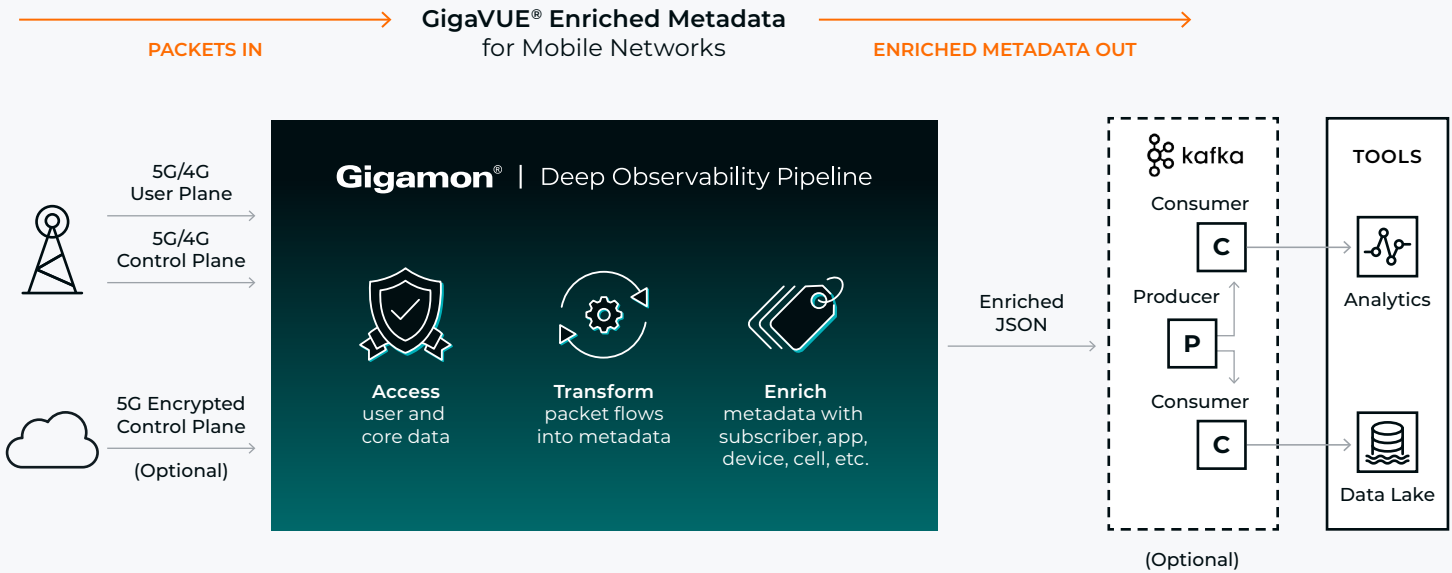 GigaVUE® Enriched Metadata
for Mobile Networks
PACKETS IN
ENRICHED METADATA OUT
5G/4G
User Plane
5G/4G
Control Plane
5G Encrypted
Control Plane
(Optional)
Gigamon® | Deep Observability Pipeline
Access
user and
core data
Transform
packet flows
into metadata
Enrich
metadata with
subscriber, app,
device, cell, etc.
Enriched
JSON
kafka
Consumer
C
Producer
P
Consumer
C
(Optional)
TOOLS
Analytics
Data Lake